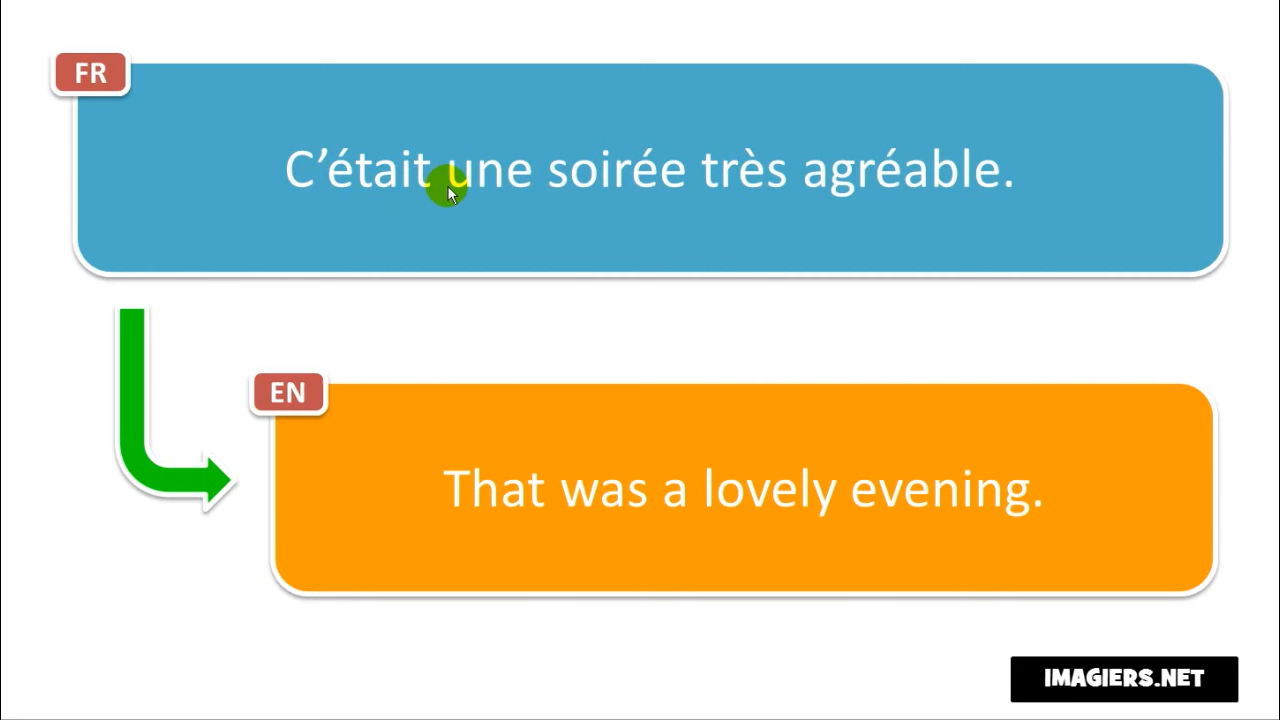 FR
C’était une soirée très agréable.
EN
That was a lovely evening.
IMAGIERS.NET